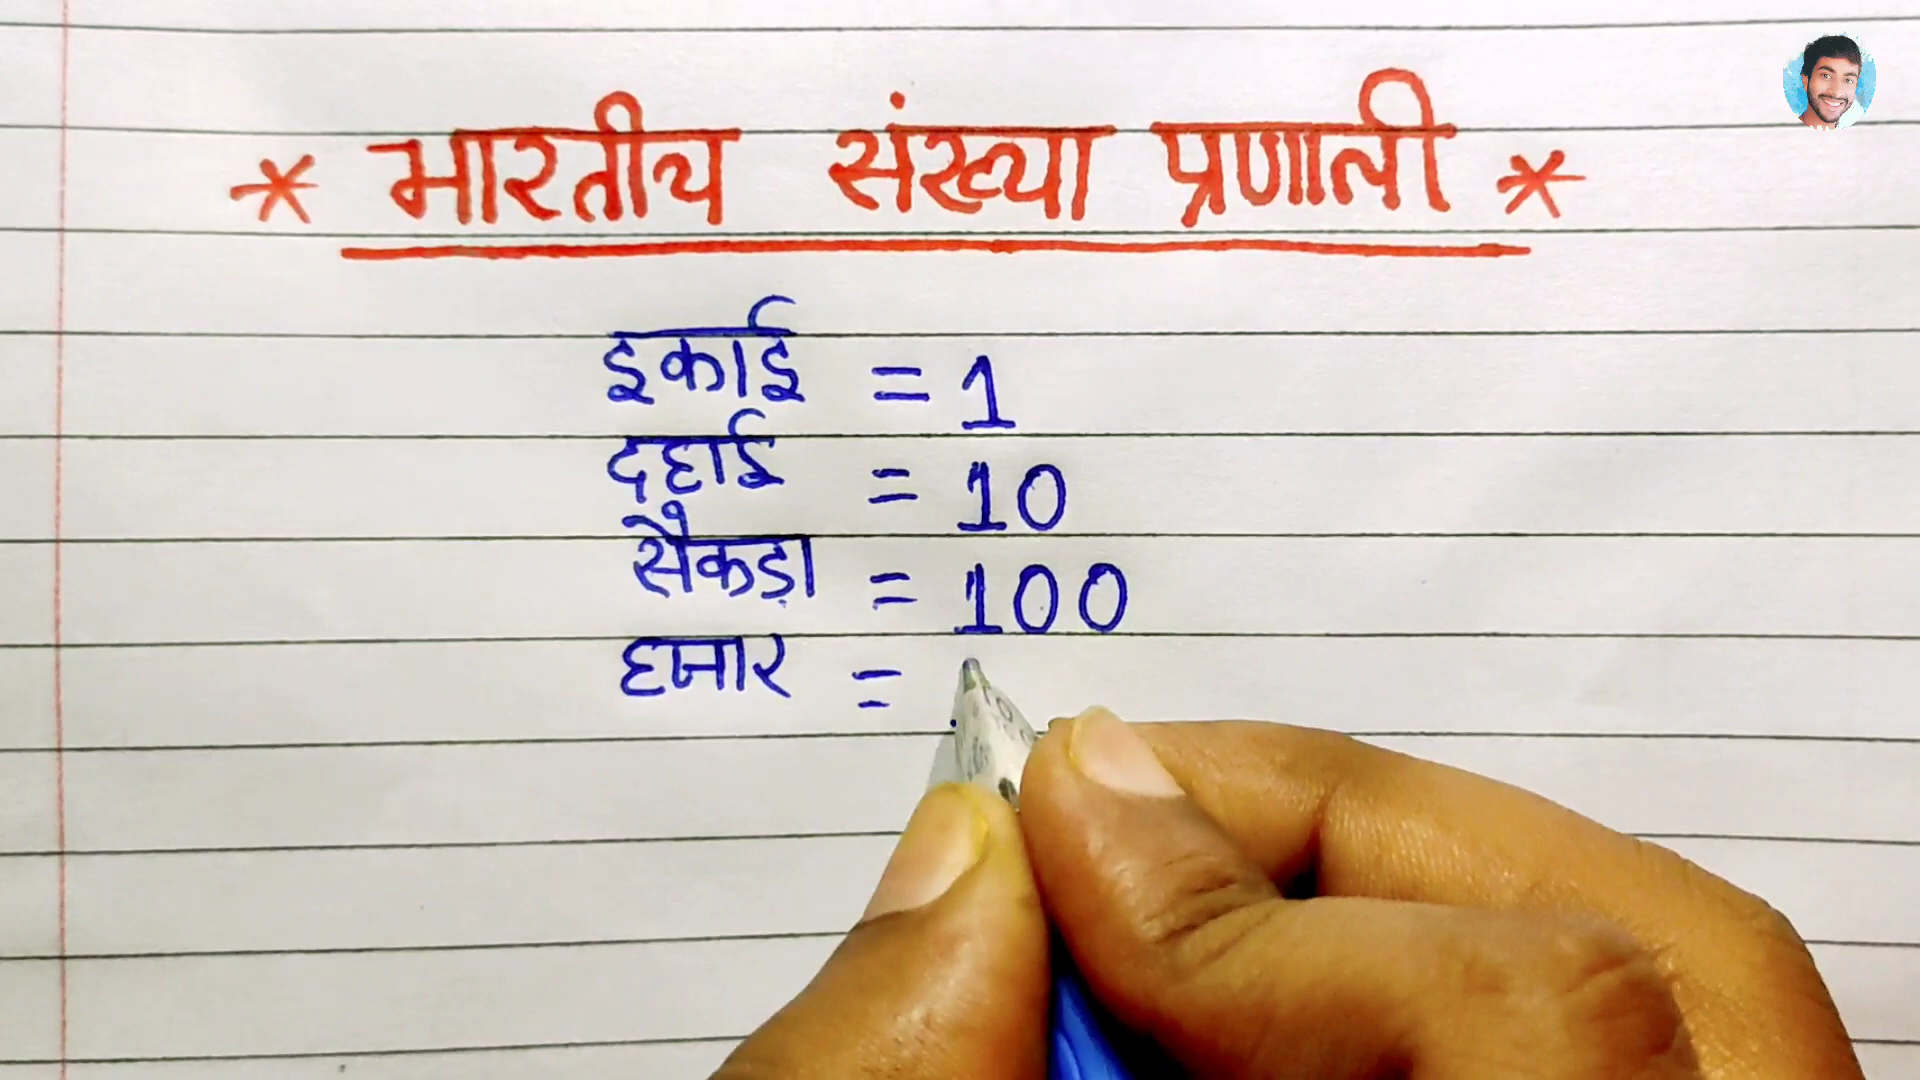 * भारतीय संख्या प्रणाली *
इकाई = 1
दहाई = 10
सैकड़ा = 100
हजार =